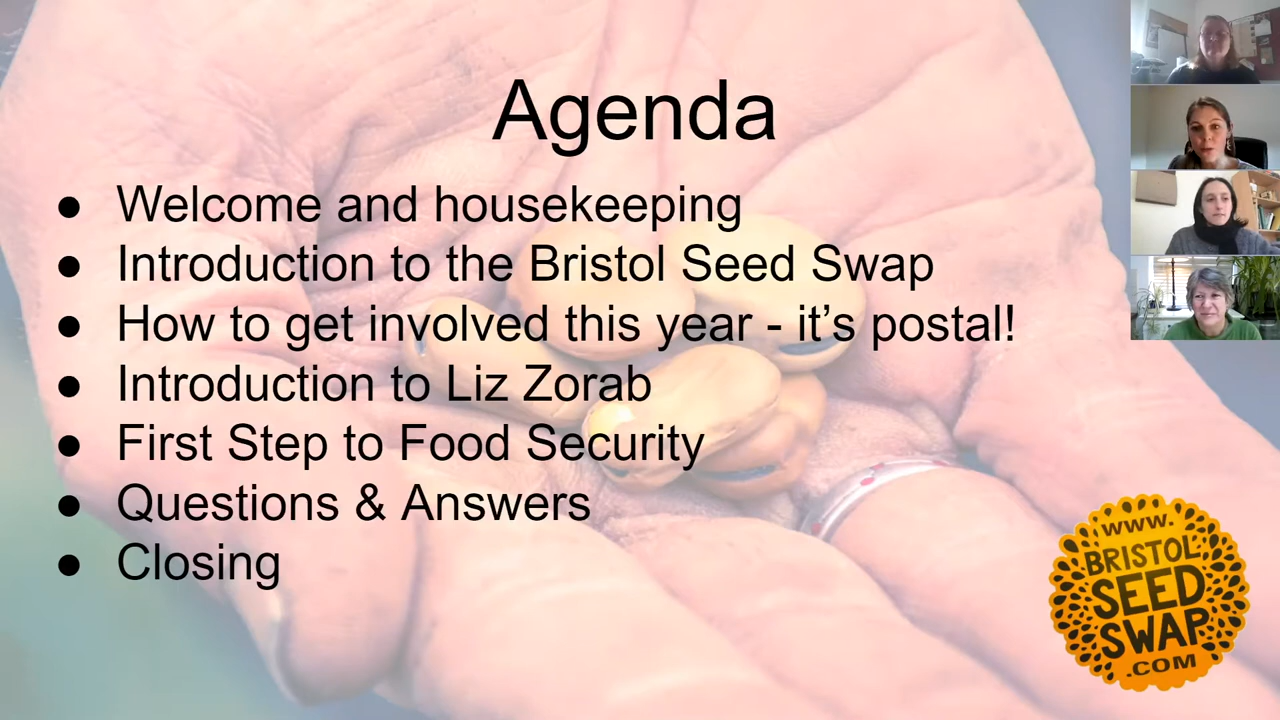 Agenda
● Welcome and housekeeping
● Introduction to the Bristol Seed Swap
● How to get involved this year - it’s postal!
● Introduction to Liz Zorab
● First Step to Food Security
● Questions & Answers
● Closing
www.
BRISTOL
SEED
SWAP
.COM